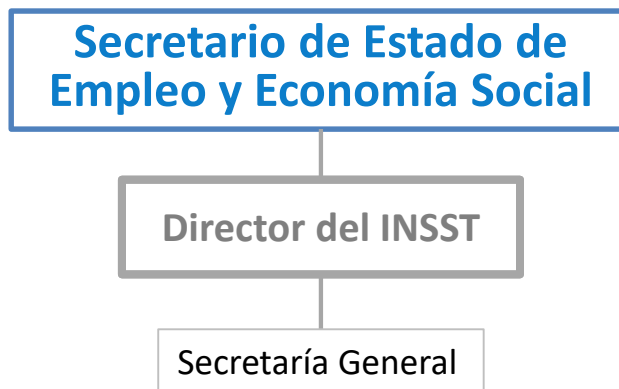 Secretario de Estado de
Empleo y Economía Social
Director del INSST
Secretaría General